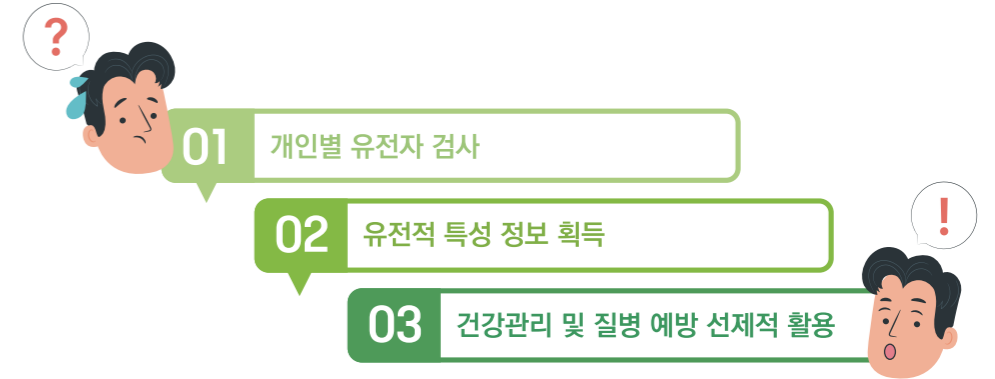 ?
01 개인별 유전자 검사
02 유전적 특성 정보 획득
!
03 건강관리 및 질병 예방 선제적 활용